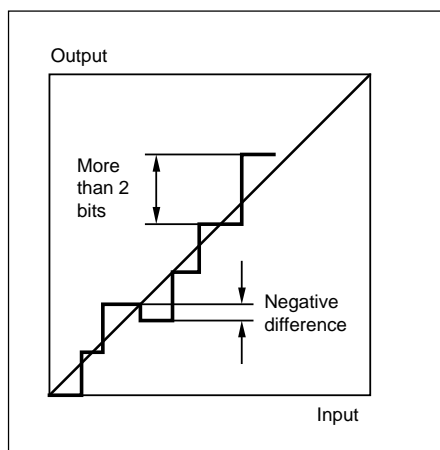 Output
More
than 2
bits
Negative
difference
Input